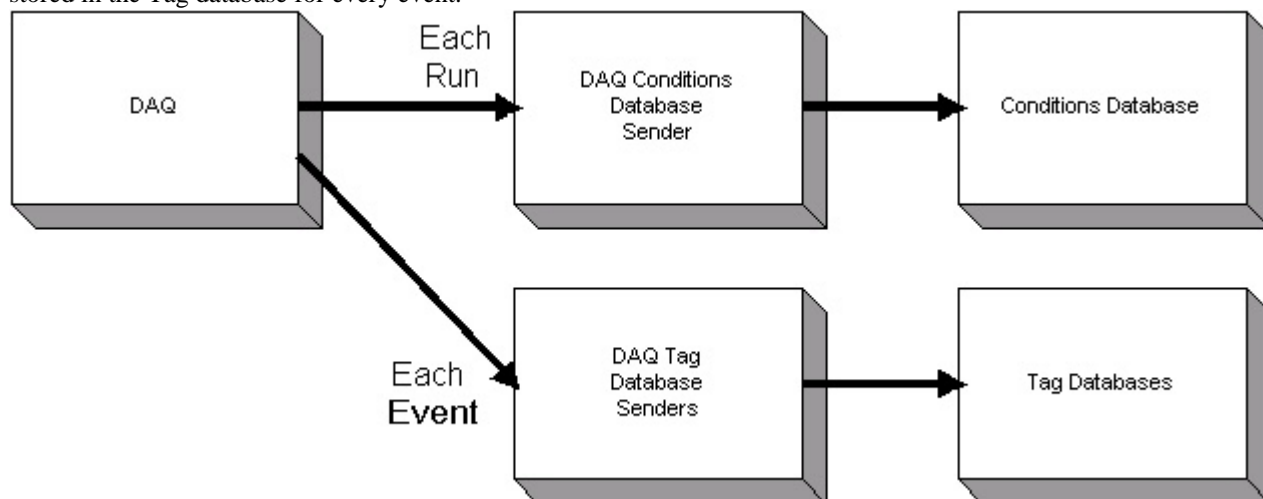 stored in the Tag database for every event.
Each
Run
DAQ
DAQ Conditions
Database
Sender
Conditions Database
Each
Event
DAQ Tag
Database
Senders
Tag Databases